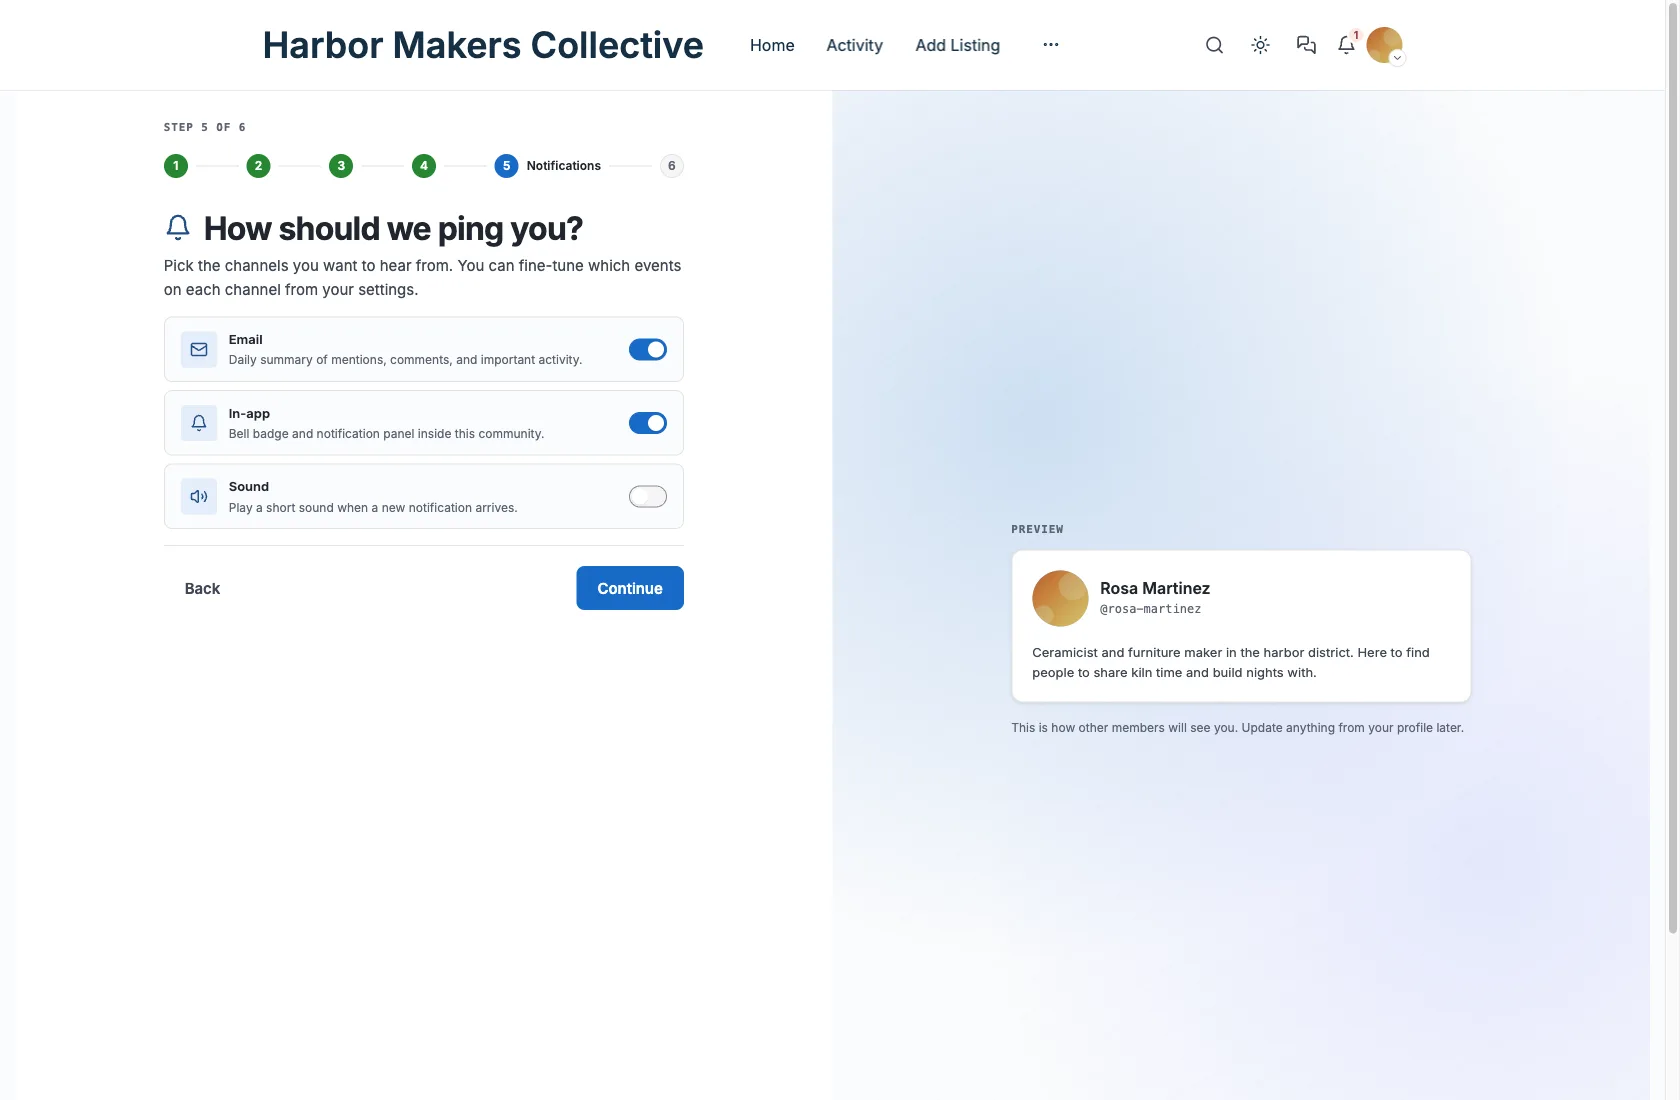 Harbor Makers Collective
Home
Activity
Add Listing
1
STEP 5 OF 6
1
2
3
4
5
Notifications
6
How should we ping you?
Pick the channels you want to hear from. You can fine-tune which events
on each channel from your settings.
Email
Daily summary of mentions, comments, and important activity.
In-app
Bell badge and notification panel inside this community.
Sound
Play a short sound when a new notification arrives.
Back
Continue
PREVIEW
Rosa Martinez
@rosa-martinez
Ceramicist and furniture maker in the harbor district. Here to find
people to share kiln time and build nights with.
This is how other members will see you. Update anything from your profile later.